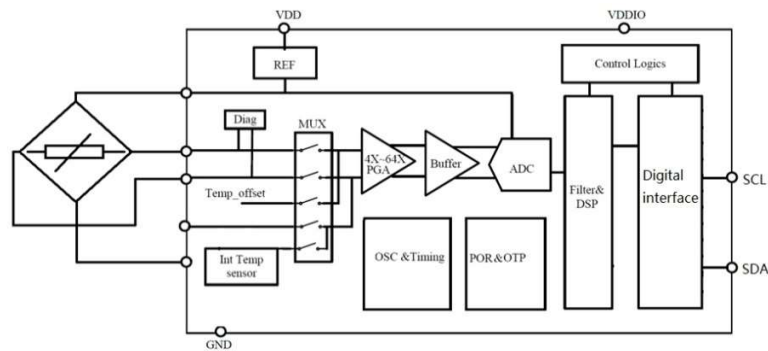 VDD
VDDIO
REF
Control Logics
Diag
MUX
4X~64X
PGA
Buffer
ADC
Filter&
DSP
Digital
interface
SCL
Temp_offset
Int Temp
sensor
OSC &Timing
POR&OTP
SDA
GND